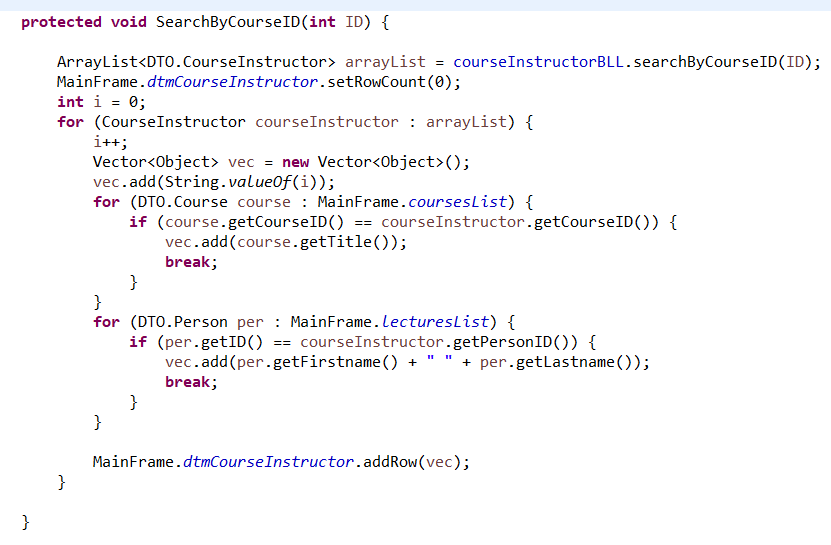 protected void SearchByCourseID(int ID) {
ArrayList<DTO.CourseInstructor> arrayList = courseInstructorBLL.searchByCourseID(ID);
MainFrame.dtmCourseInstructor.setRowCount(0);
int i = 0;
for (CourseInstructor courseInstructor : arrayList) {
i++;
Vector<Object> vec = new Vector<Object>();
vec.add(String.valueOf(i));
for (DTO.Course course : MainFrame.coursesList) {
if (course.getCourseID() == courseInstructor.getCourseID()) {
vec.add(course.getTitle());
break;
}
}
for (DTO.Person per : MainFrame.lecturesList) {
if (per.getID() == courseInstructor.getPersonID()) {
vec.add(per.getFirstname() + " " + per.getLastname());
break;
}
}
MainFrame.dtmCourseInstructor.addRow(vec);
}
}